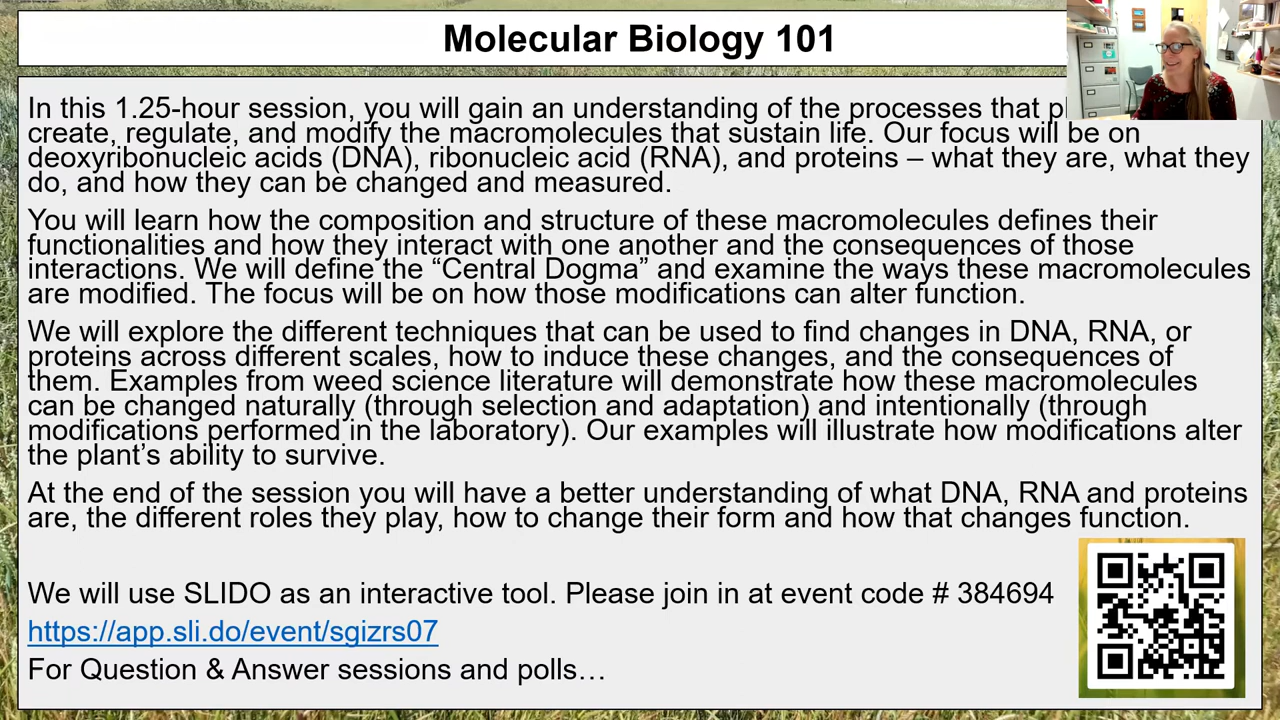 Molecular Biology 101
In this 1.25-hour session, you will gain an understanding of the processes that
create, regulate, and modify the macromolecules that sustain life. Our focus will be on
deoxyribonucleic acids (DNA), ribonucleic acid (RNA), and proteins – what they are, what they
do, and how they can be changed and measured.
You will learn how the composition and structure of these macromolecules defines their
functionalities and how they interact with one another and the consequences of those
interactions. We will define the “Central Dogma” and examine the ways these macromolecules
are modified. The focus will be on how those modifications can alter function.
We will explore the different techniques that can be used to find changes in DNA, RNA, or
proteins across different scales, how to induce these changes, and the consequences of
them. Examples from weed science literature will demonstrate how these macromolecules
can be changed naturally (through selection and adaptation) and intentionally (through
modifications performed in the laboratory). Our examples will illustrate how modifications alter
the plant’s ability to survive.
At the end of the session you will have a better understanding of what DNA, RNA and proteins
are, the different roles they play, how to change their form and how that changes function.
We will use SLIDO as an interactive tool. Please join in at event code # 384694
https://app.sli.do/event/sgizrs07
For Question & Answer sessions and polls…